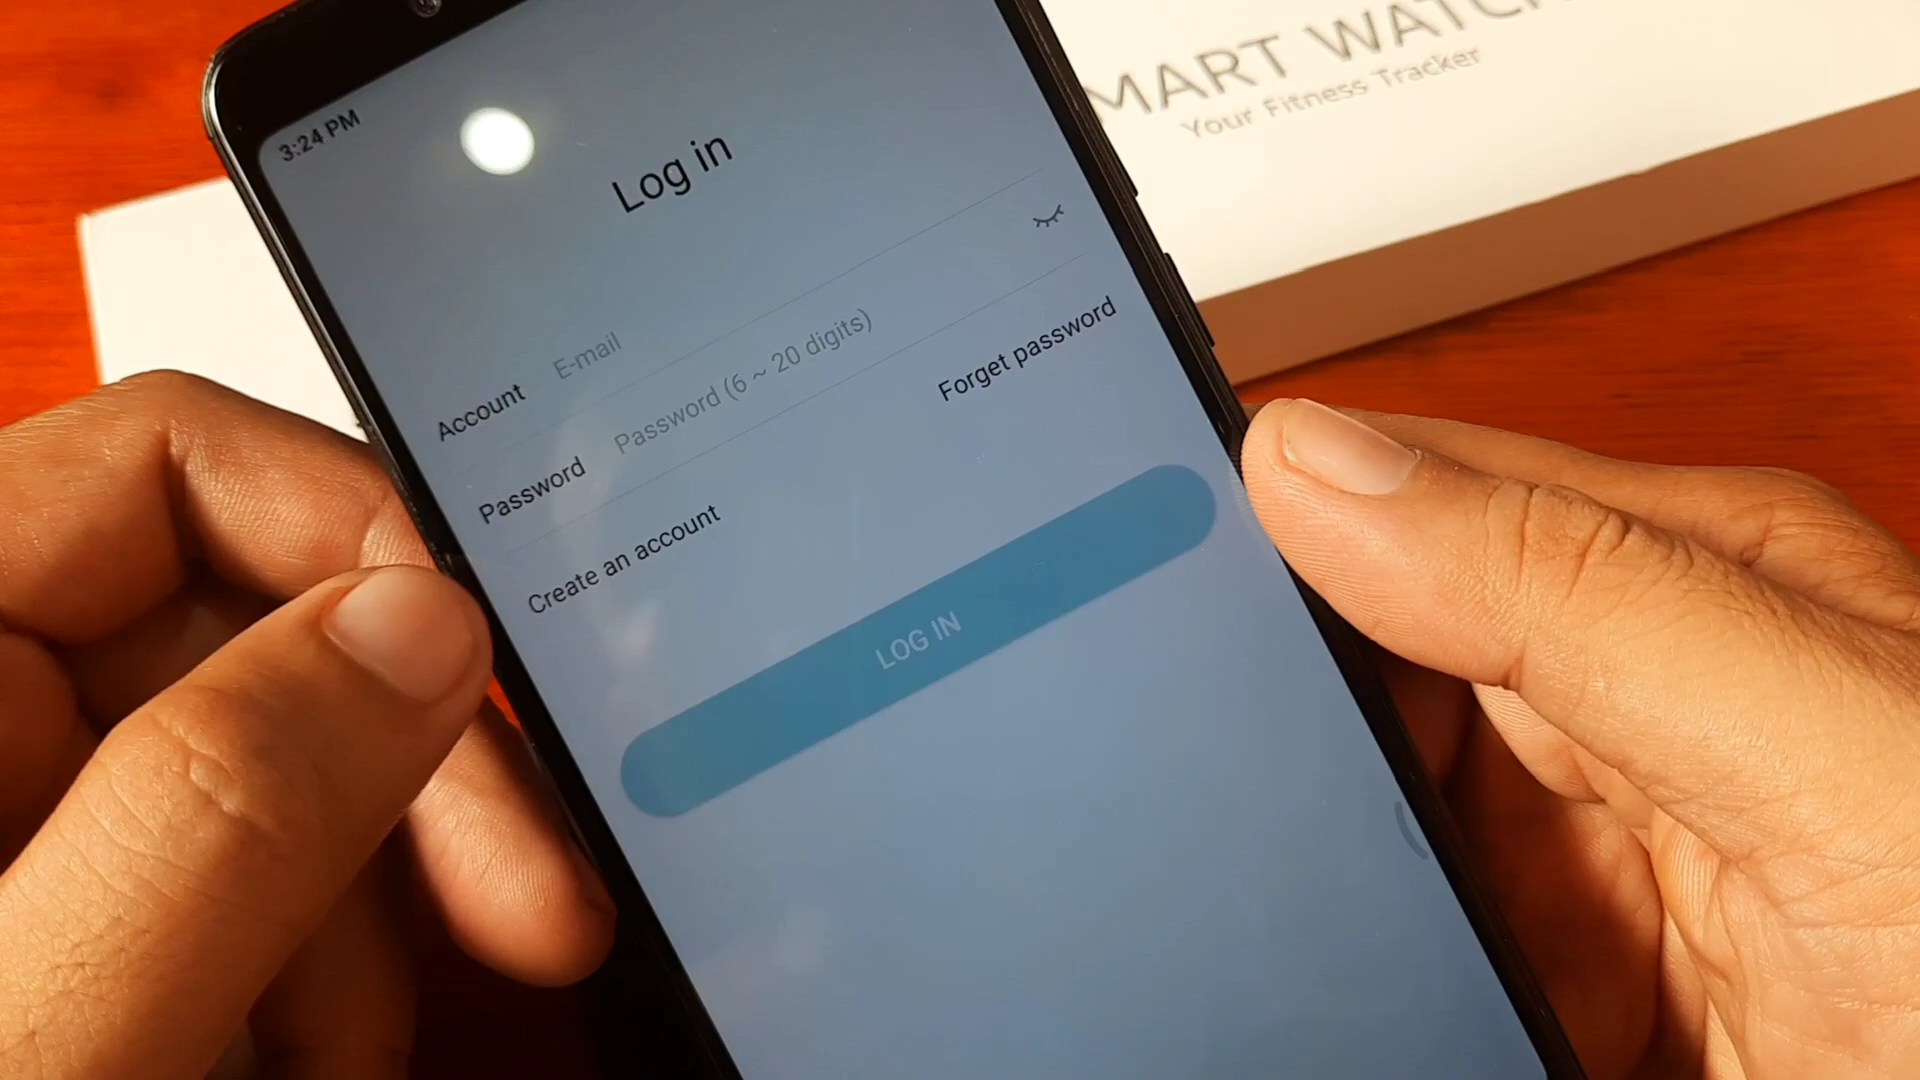 3:24 PM
Log in
Account E-mail
Password Password (6 ~ 20 digits)
Create an account Forget password
LOG IN
MART WATCH
Your Fitness Tracker